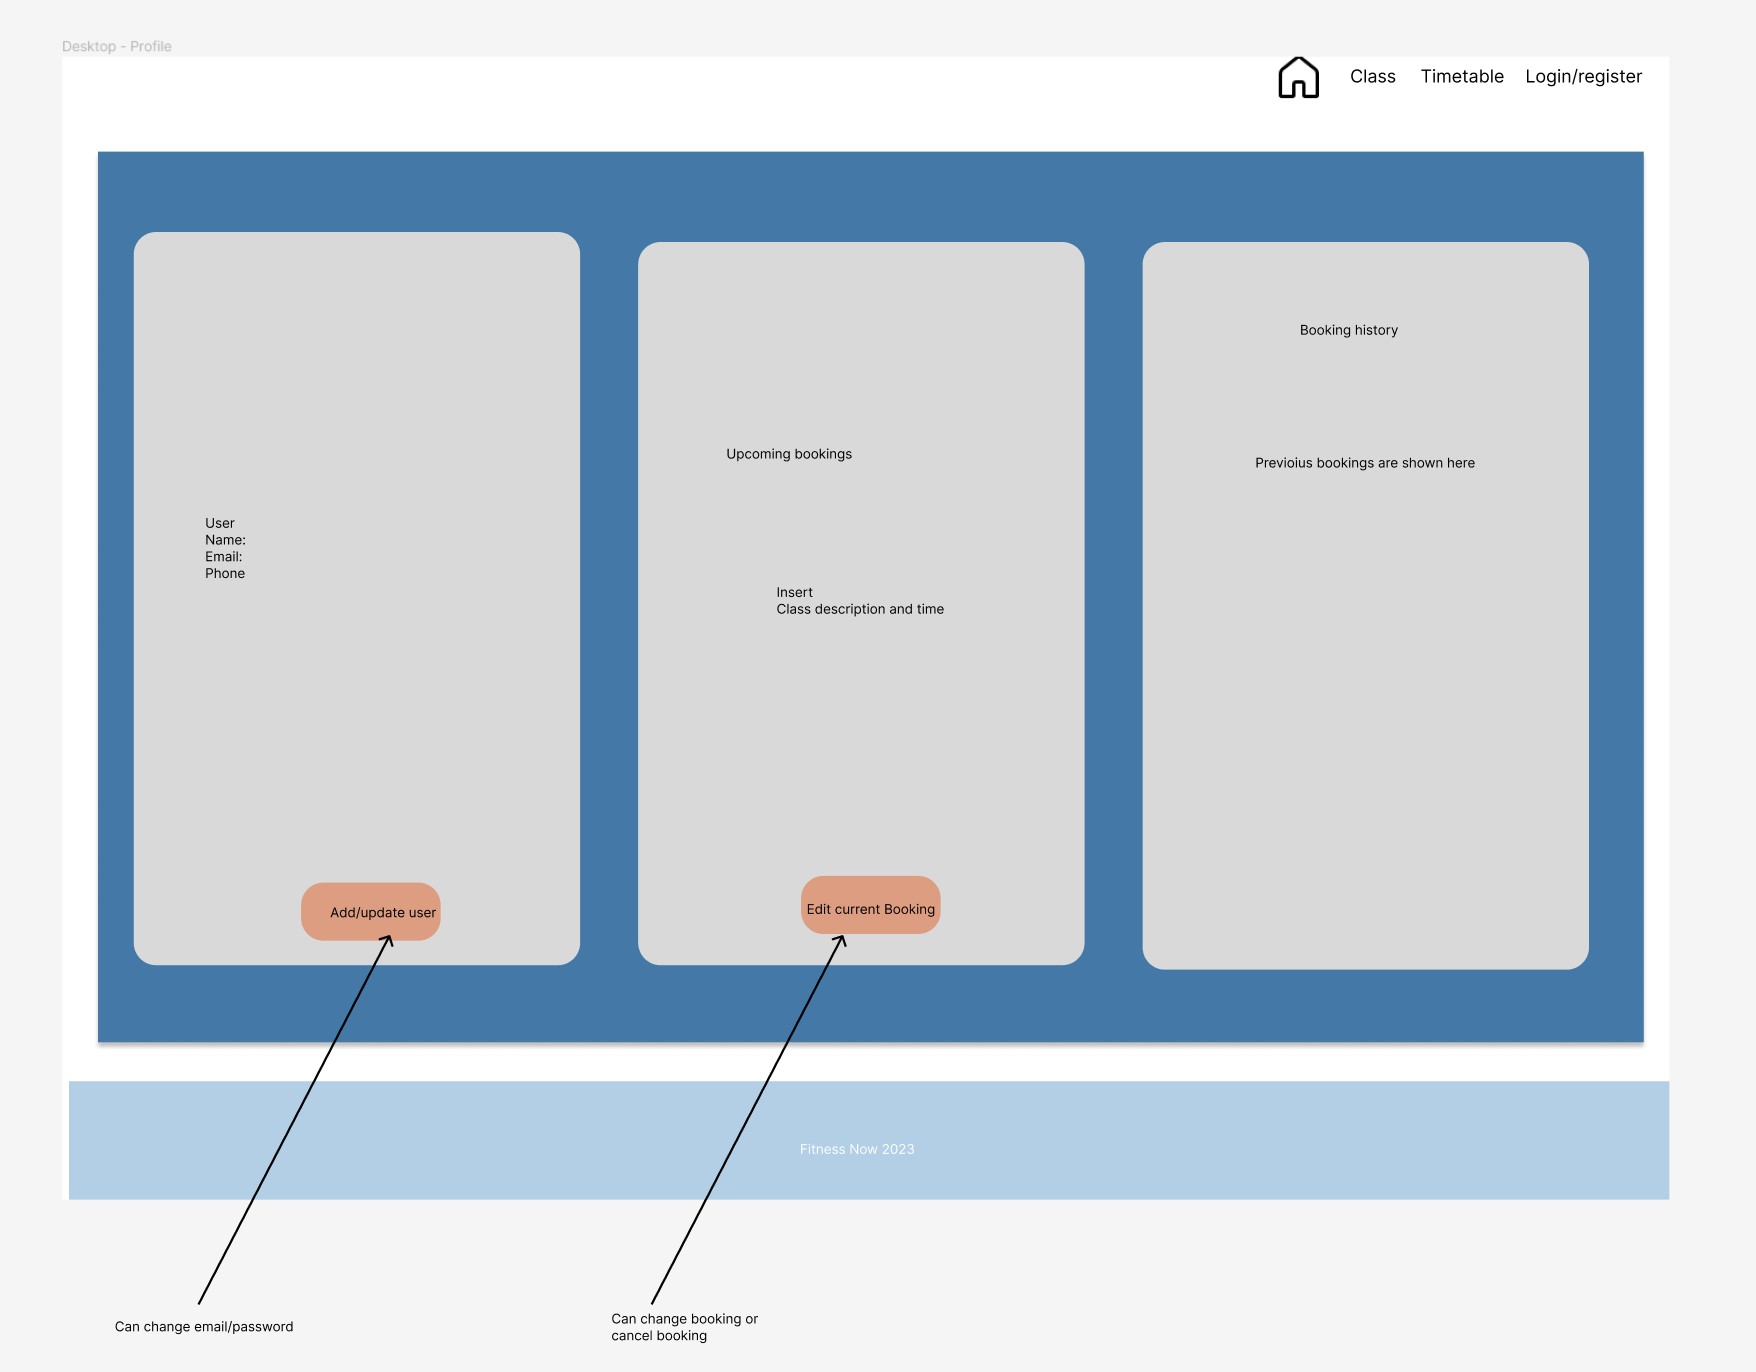 Desktop - Profile
Class Timetable Login/register
User
Name:
Email:
Phone
Add/update user
Upcoming bookings
Insert
Class description and time
Edit current Booking
Booking history
Previoius bookings are shown here
Fitness Now 2023
Can change email/password
Can change booking or
cancel booking